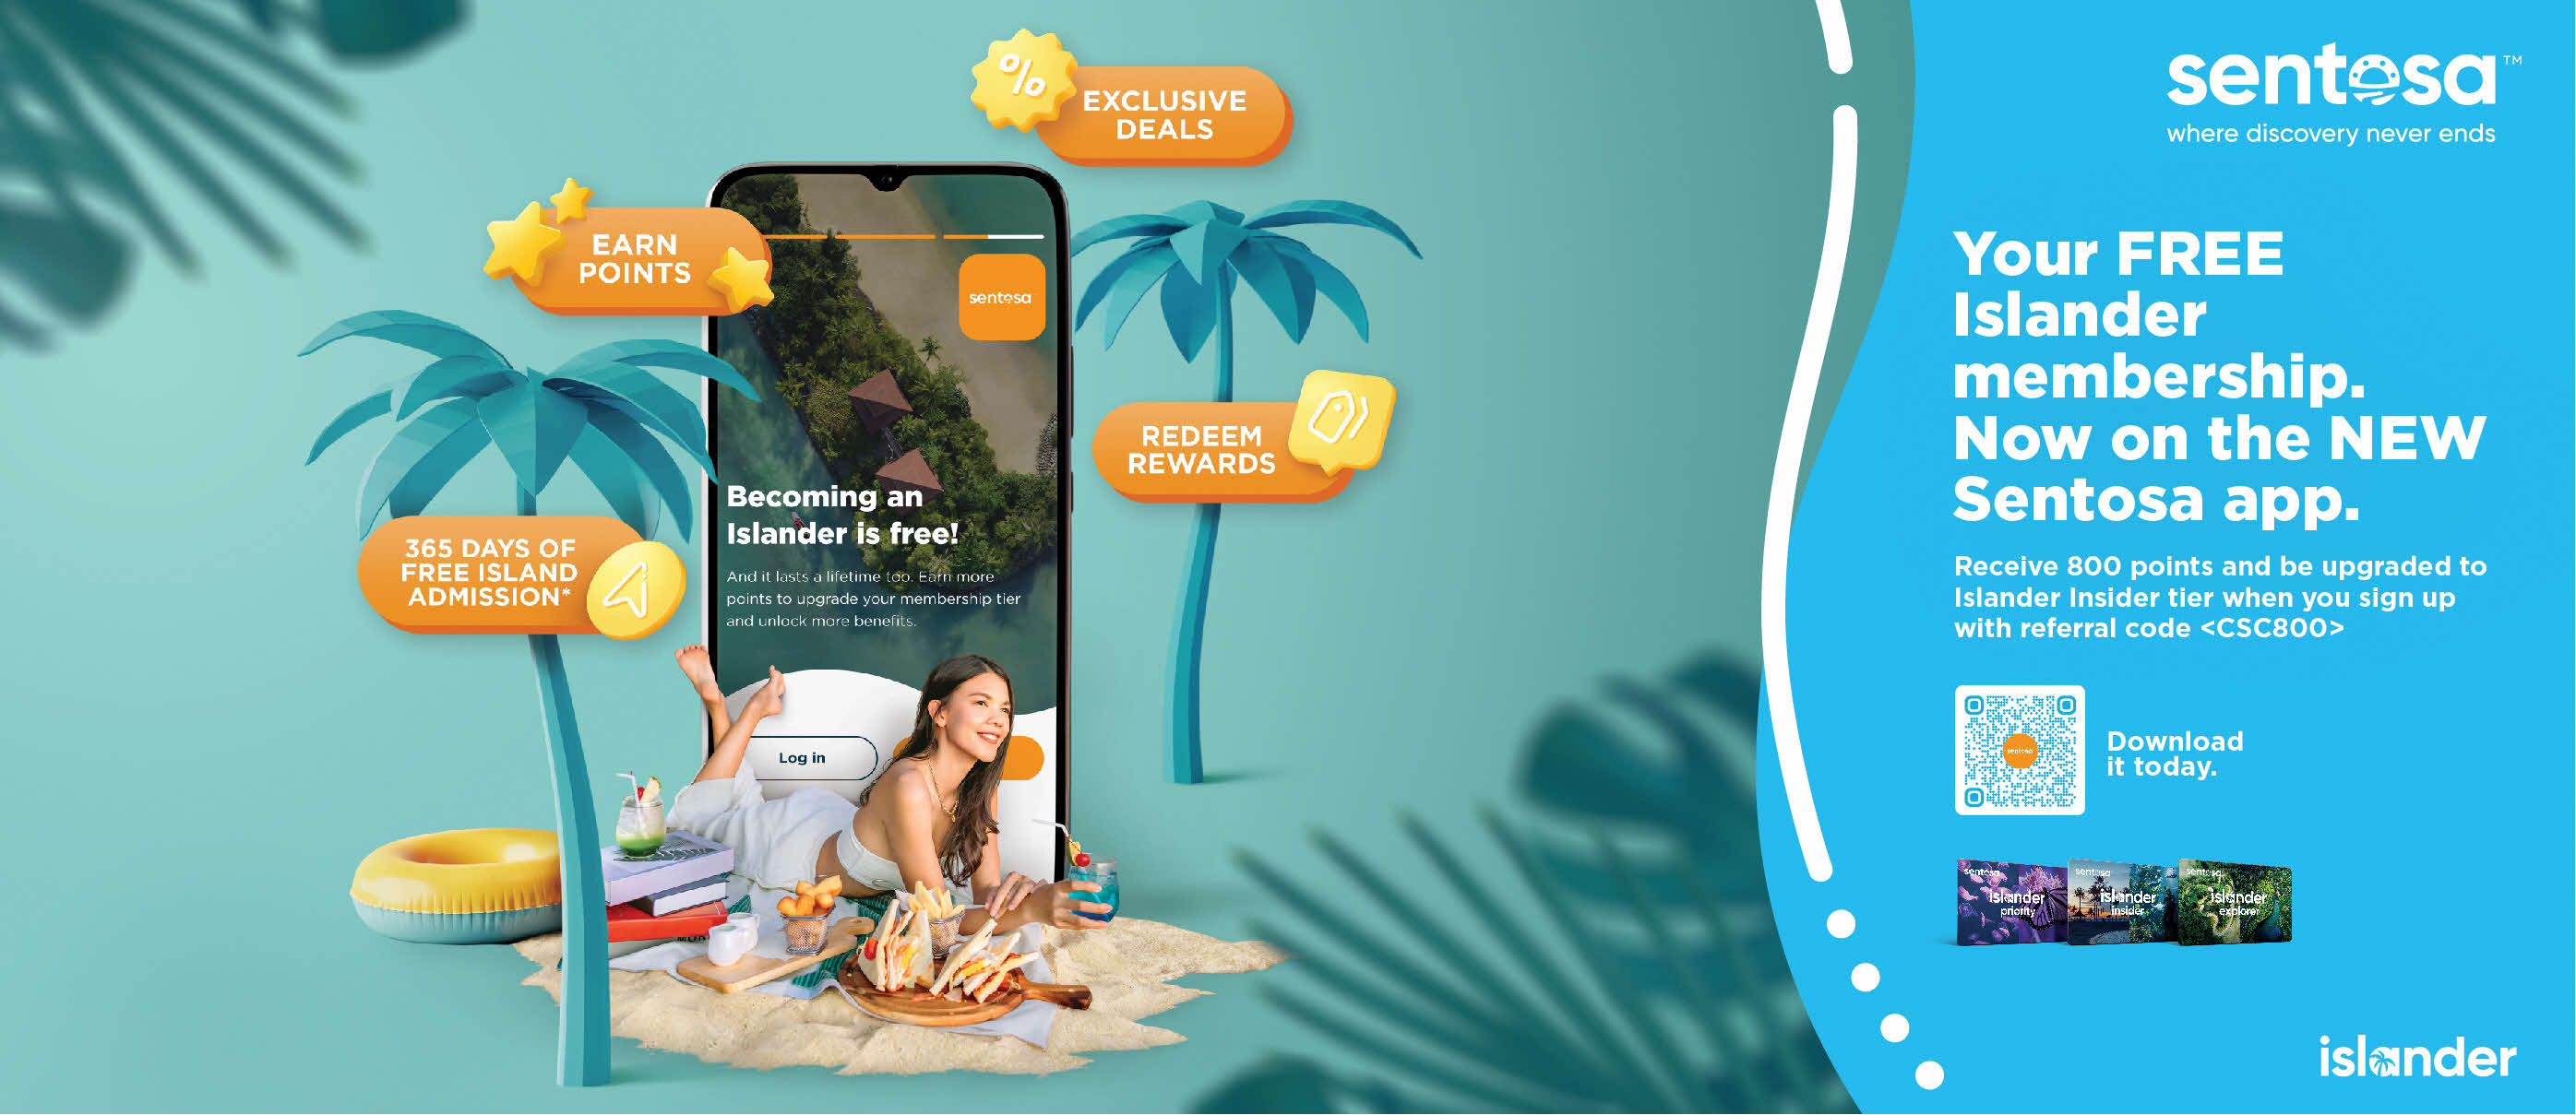 EXCLUSIVE
DEALS
EARN
POINTS
sentosa
REDEEM
REWARDS
Becoming an
Islander is free!
And it lasts a lifetime too. Earn more
points to upgrade your membership tier
and unlock more benefits.
365 DAYS OF
FREE ISLAND
ADMISSION*
Log in
sentosa™
where discovery never ends
Your FREE
Islander
membership.
Now on the NEW
Sentosa app.
Receive 800 points and be upgraded to
Islander Insider tier when you sign up
with referral code <CSC800>
sentosa
Download
it today.
sentosa
islander
priority
sentosa
islander
insider
sentosa
islander
explorer
islander